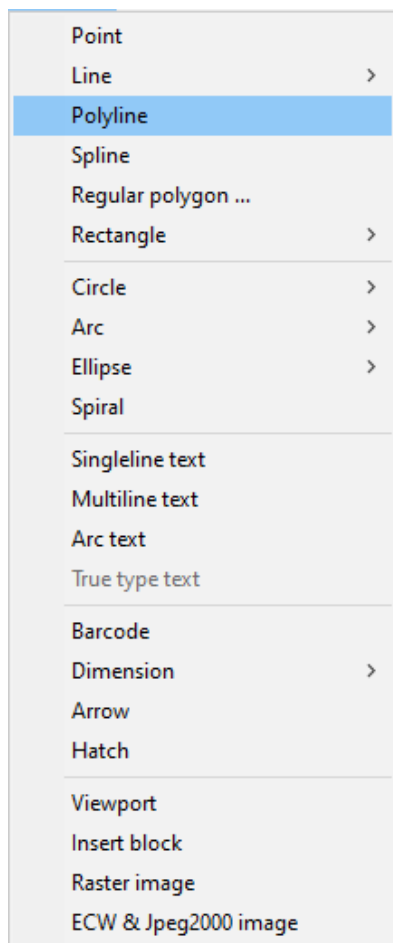 Point
Line
Polyline
Spline
Regular polygon ...
Rectangle
Circle
Arc
Ellipse
Spiral
Singleline text
Multiline text
Arc text
True type text
Barcode
Dimension
Arrow
Hatch
Viewport
Insert block
Raster image
ECW & Jpeg2000 image